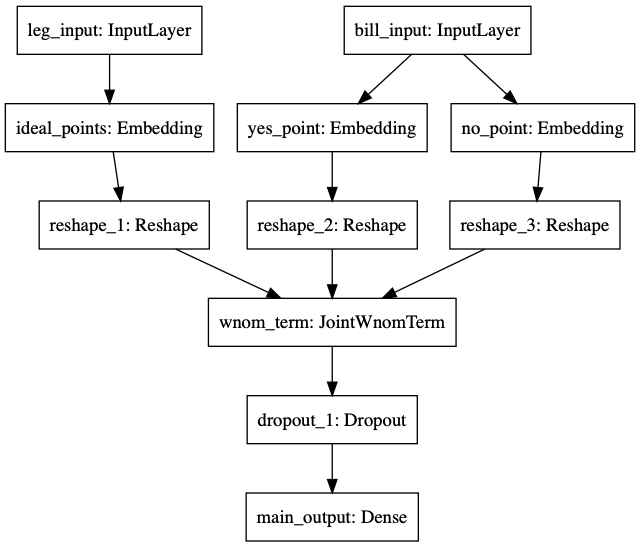 leg_input: InputLayer
bill_input: InputLayer
ideal_points: Embedding
yes_point: Embedding
no_point: Embedding
reshape_1: Reshape
reshape_2: Reshape
reshape_3: Reshape
wnom_term: JointWnomTerm
dropout_1: Dropout
main_output: Dense